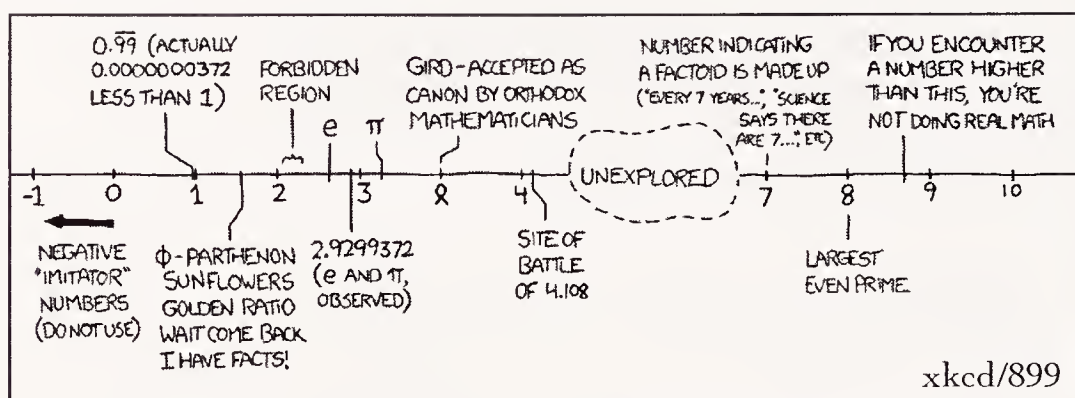 0.99̅ (ACTUALLY
0.0000000372
LESS THAN 1)
FORBIDDEN
REGION
e
π
GIRD-ACCEPTED AS
CANON BY ORTHODOX
MATHEMATICIANS
NUMBER INDICATING
A FACTOID IS MADE UP
("EVERY 7 YEARS...", "SCIENCE
SAYS THERE
ARE 7...", ETC)
IF YOU ENCOUNTER
A NUMBER HIGHER
THAN THIS, YOU'RE
NOT DOING REAL MATH
UNEXPLORED
-1 0 1 2 3 4 7 8 9 10
NEGATIVE
"IMITATOR"
NUMBERS
(DO NOT USE)
Φ-PARTHENON
SUNFLOWERS
GOLDEN RATIO
WAIT COME BACK
I HAVE FACTS!
2.9299372
(e AND π,
OBSERVED)
SITE OF
BATTLE
OF 4.108
LARGEST
EVEN PRIME
xkcd/899